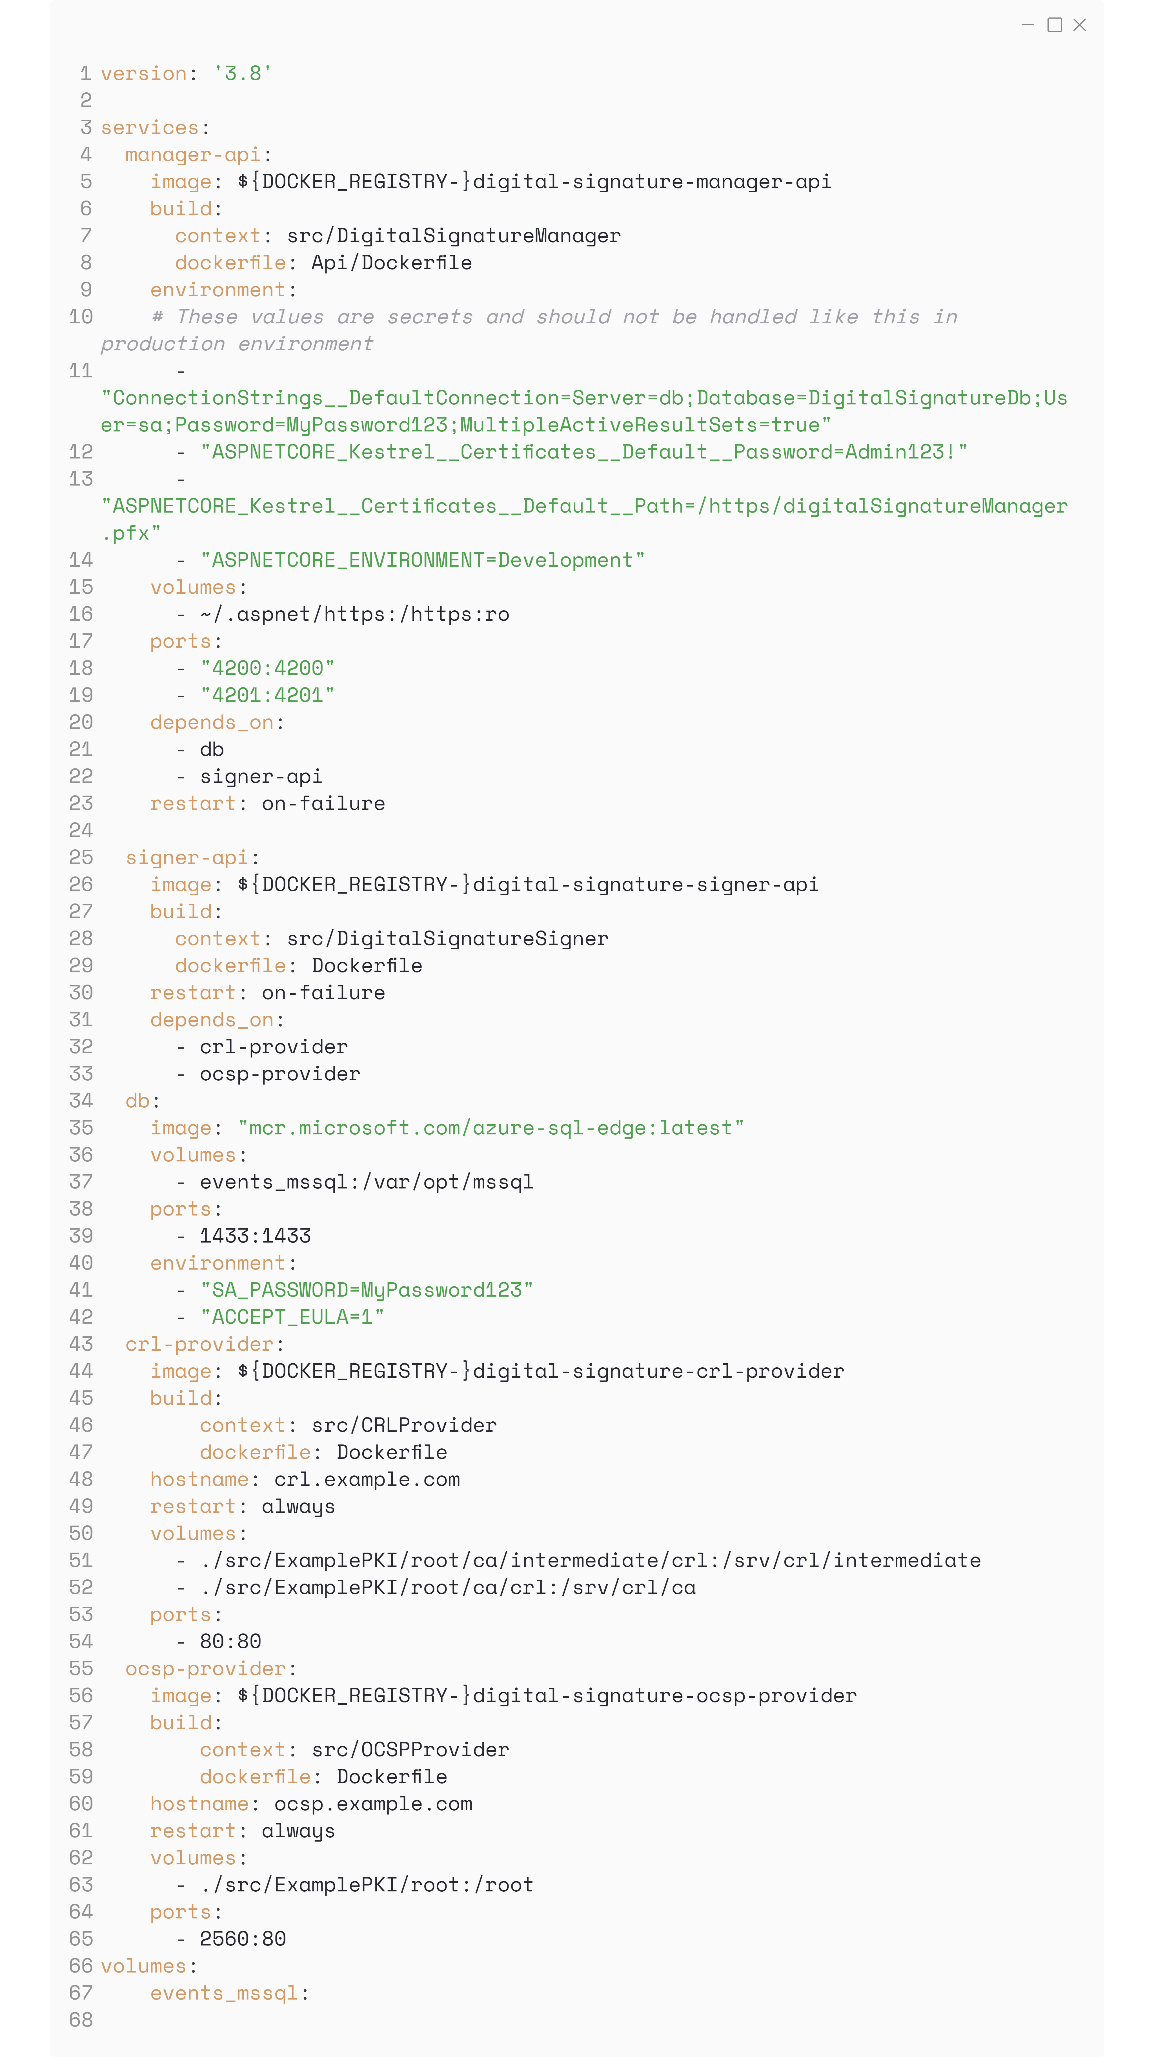 1 version: '3.8'
2
3 services:
4   manager-api:
5     image: ${DOCKER_REGISTRY-}digital-signature-manager-api
6     build:
7       context: src/DigitalSignatureManager
8       dockerfile: Api/Dockerfile
9     environment:
10     # These values are secrets and should not be handled like this in
production environment
11       -
"ConnectionStrings__DefaultConnection=Server=db;Database=DigitalSignatureDb;Us
er=sa;Password=MyPassword123;MultipleActiveResultSets=true"
12       - "ASPNETCORE_Kestrel__Certificates__Default__Password=Admin123!"
13       -
"ASPNETCORE_Kestrel__Certificates__Default__Path=/https/digitalSignatureManager
.pfx"
14       - "ASPNETCORE_ENVIRONMENT=Development"
15     volumes:
16       - ~/.aspnet/https:/https:ro
17     ports:
18       - "4200:4200"
19       - "4201:4201"
20     depends_on:
21       - db
22       - signer-api
23     restart: on-failure
24
25   signer-api:
26     image: ${DOCKER_REGISTRY-}digital-signature-signer-api
27     build:
28       context: src/DigitalSignatureSigner
29       dockerfile: Dockerfile
30     restart: on-failure
31     depends_on:
32       - crl-provider
33       - ocsp-provider
34   db:
35     image: "mcr.microsoft.com/azure-sql-edge:latest"
36     volumes:
37       - events_mssql:/var/opt/mssql
38     ports:
39       - 1433:1433
40     environment:
41       - "SA_PASSWORD=MyPassword123"
42       - "ACCEPT_EULA=1"
43   crl-provider:
44     image: ${DOCKER_REGISTRY-}digital-signature-crl-provider
45     build:
46         context: src/CRLProvider
47         dockerfile: Dockerfile
48     hostname: crl.example.com
49     restart: always
50     volumes:
51       - ./src/ExamplePKI/root/ca/intermediate/crl:/srv/crl/intermediate
52       - ./src/ExamplePKI/root/ca/crl:/srv/crl/ca
53     ports:
54       - 80:80
55   ocsp-provider:
56     image: ${DOCKER_REGISTRY-}digital-signature-ocsp-provider
57     build:
58         context: src/OCSPProvider
59         dockerfile: Dockerfile
60     hostname: ocsp.example.com
61     restart: always
62     volumes:
63       - ./src/ExamplePKI/root:/root
64     ports:
65       - 2560:80
66 volumes:
67     events_mssql:
68